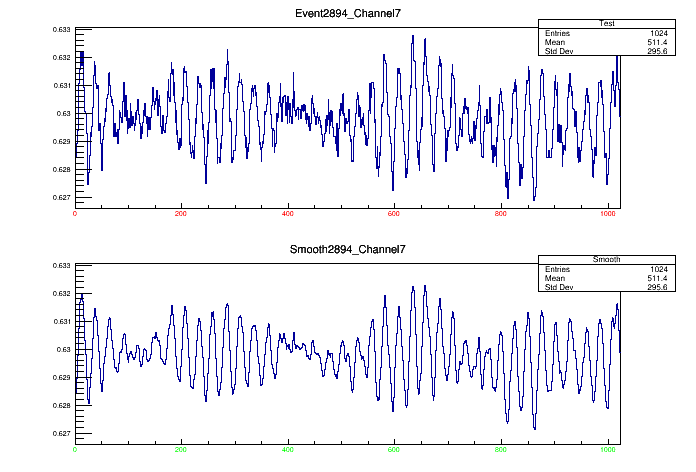 Event2894_Channel7
Test
Entries 1024
Mean 511.4
Std Dev 295.6
0.633
0.632
0.631
0.63
0.629
0.628
0.627
0 200 400 600 800 1000
Smooth2894_Channel7
Smooth
Entries 1024
Mean 511.4
Std Dev 295.6
0.633
0.632
0.631
0.63
0.629
0.628
0.627
0 200 400 600 800 1000